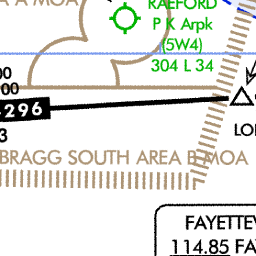 A A MOA
RAEFORD
P K Arpk
(5W4)
304 L 34
00
00
-296
3
LO
BRAGG SOUTH AREA B MOA
FAYETTEV
114.85 FA